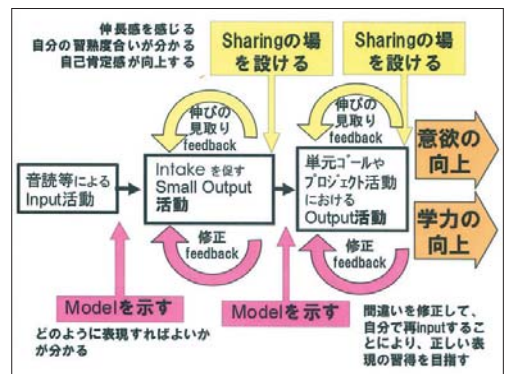 伸長感を感じる
自分の習熟度合いが分かる
自己肯定感が向上する
Sharingの場
を設ける
Sharingの場
を設ける
伸びの
見取り
feedback
伸びの
見取り
feedback
意欲の
向上
音読等による
Input活動
Intake を促す
Small Output
活動
単元ゴールや
プロジェクト活動
における
Output活動
学力の
向上
修正
feedback
修正
feedback
Modelを示す
Modelを示す
どのように表現すればよいか
が分かる
間違いを修正して、
自分で再inputするこ
とにより、正しい表
現の習得を目指す